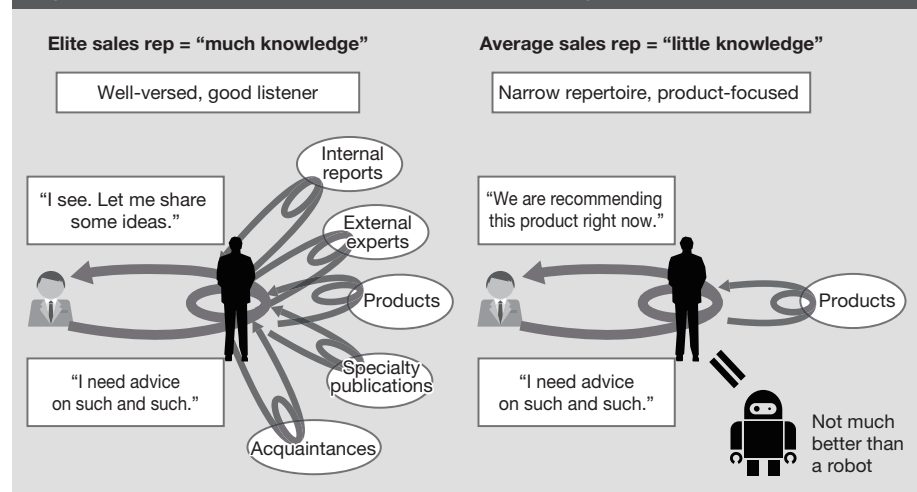 Elite sales rep = “much knowledge”
Well-versed, good listener
“I see. Let me share
some ideas.”
Internal
reports
External
experts
Products
Specialty
publications
Acquaintances
“I need advice
on such and such.”
Average sales rep = “little knowledge”
Narrow repertoire, product-focused
“We are recommending
this product right now.”
Products
“I need advice
on such and such.”
Not much
better than
a robot